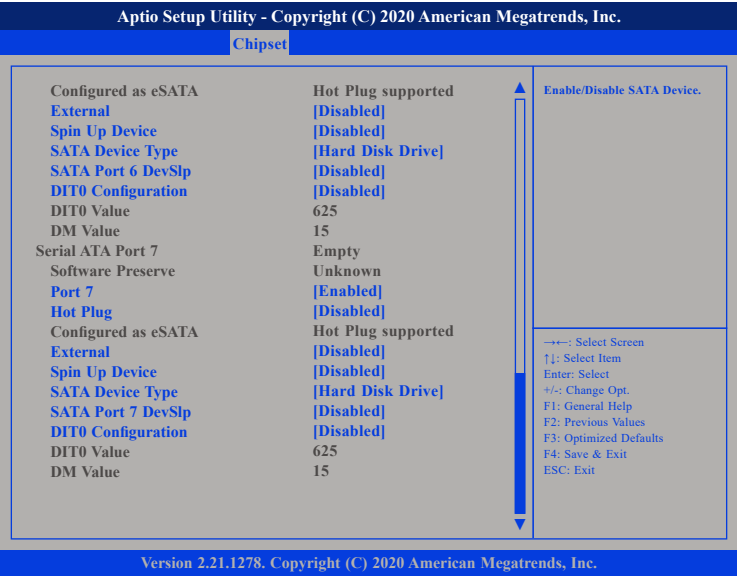 Aptio Setup Utility - Copyright (C) 2020 American Megatrends, Inc.
Chipset
Configured as eSATA Hot Plug supported
External [Disabled]
Spin Up Device [Disabled]
SATA Device Type [Hard Disk Drive]
SATA Port 6 DevSlp [Disabled]
DIT0 Configuration [Disabled]
DIT0 Value 625
DM Value 15
Serial ATA Port 7 Empty
Software Preserve Unknown
Port 7 [Enabled]
Hot Plug [Disabled]
Configured as eSATA Hot Plug supported
External [Disabled]
Spin Up Device [Disabled]
SATA Device Type [Hard Disk Drive]
SATA Port 7 DevSlp [Disabled]
DIT0 Configuration [Disabled]
DIT0 Value 625
DM Value 15
Enable/Disable SATA Device.
→←: Select Screen
↑↓: Select Item
Enter: Select
+/-: Change Opt.
F1: General Help
F2: Previous Values
F3: Optimized Defaults
F4: Save & Exit
ESC: Exit
Version 2.21.1278. Copyright (C) 2020 American Megatrends, Inc.